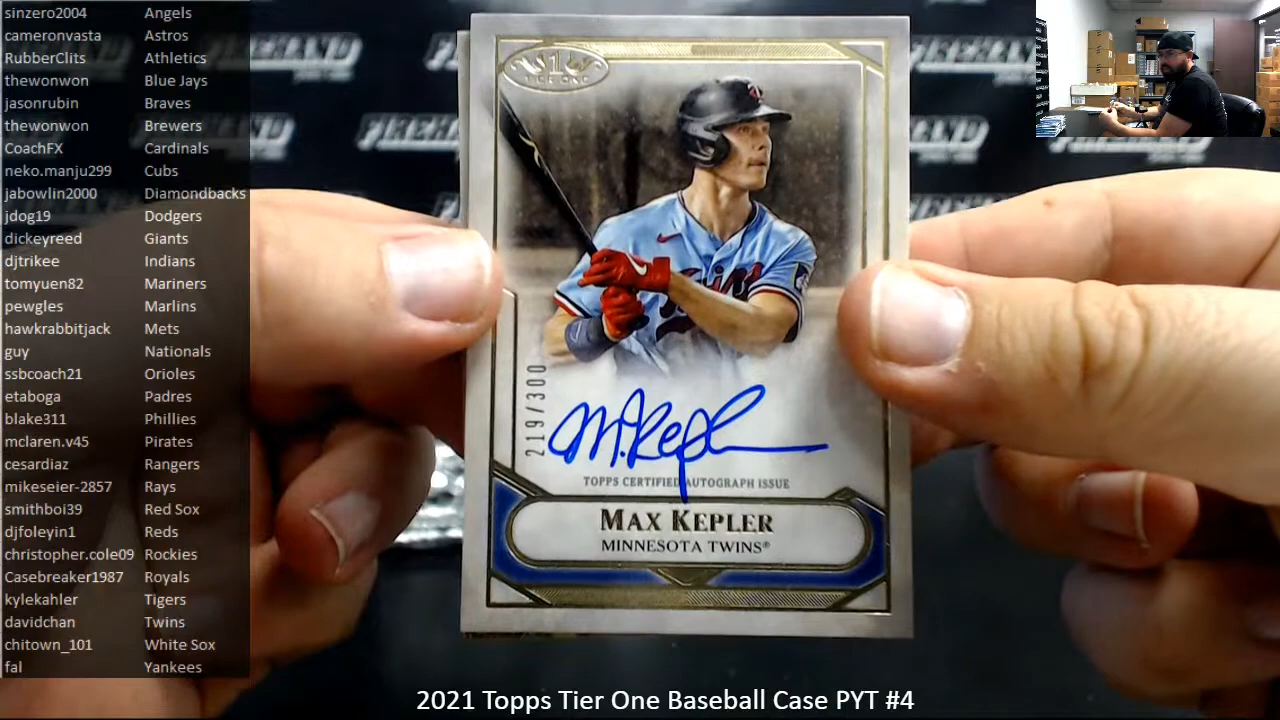 sinzero2004 Angels
cameronvasta Astros
RubberClits Athletics
thewonwon Blue Jays
jasonrubin Braves
thewonwon Brewers
CoachFX Cardinals
neko.manju299 Cubs
jabowlin2000 Diamondbacks
jdog19 Dodgers
dickeyreed Giants
djtrikee Indians
tomyuen82 Mariners
pewgles Marlins
hawkrabbitjack Mets
guy Nationals
ssbcoach21 Orioles
etaboga Padres
blake311 Phillies
mclaren.v45 Pirates
cesardiaz Rangers
mikeseier-2857 Rays
smithboi39 Red Sox
djfoleyin1 Reds
christopher.cole09 Rockies
Casebreaker1987 Royals
kylekahler Tigers
davidchan Twins
chitown_101 White Sox
fal Yankees
TIER ONE
Twins
219/300
M. Kepler
TOPPS CERTIFIED AUTOGRAPH ISSUE
MAX KEPLER
MINNESOTA TWINS®
2021 Topps Tier One Baseball Case PYT #4